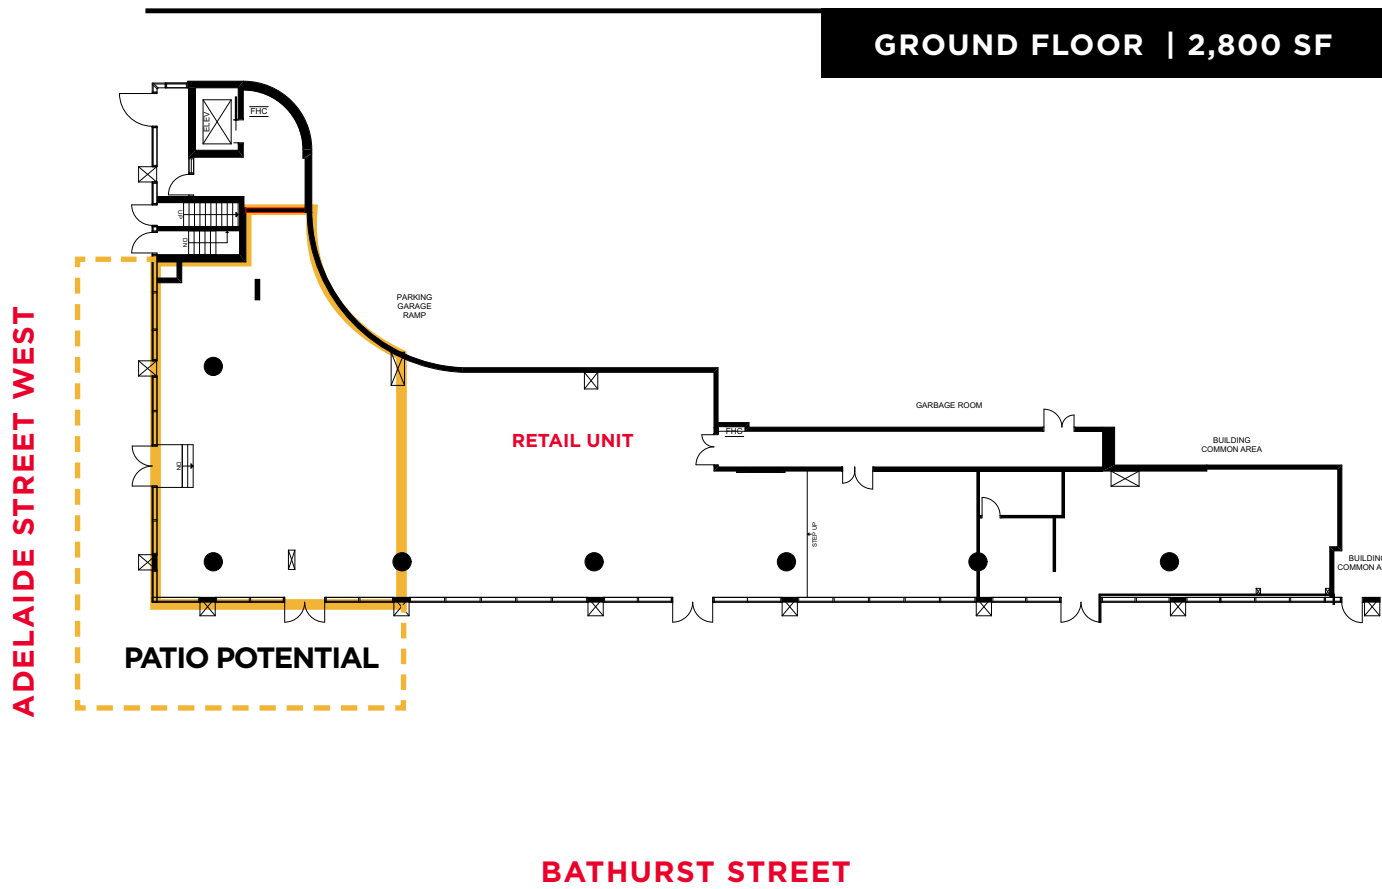 GROUND FLOOR | 2,800 SF
ELEV
FHC
UP
DN
PARKING
GARAGE
RAMP
ADELAIDE STREET WEST
GARBAGE ROOM
RETAIL UNIT
FHC
BUILDING
COMMON AREA
DN
STEP UP
BUILDING
COMMON A
PATIO POTENTIAL
BATHURST STREET